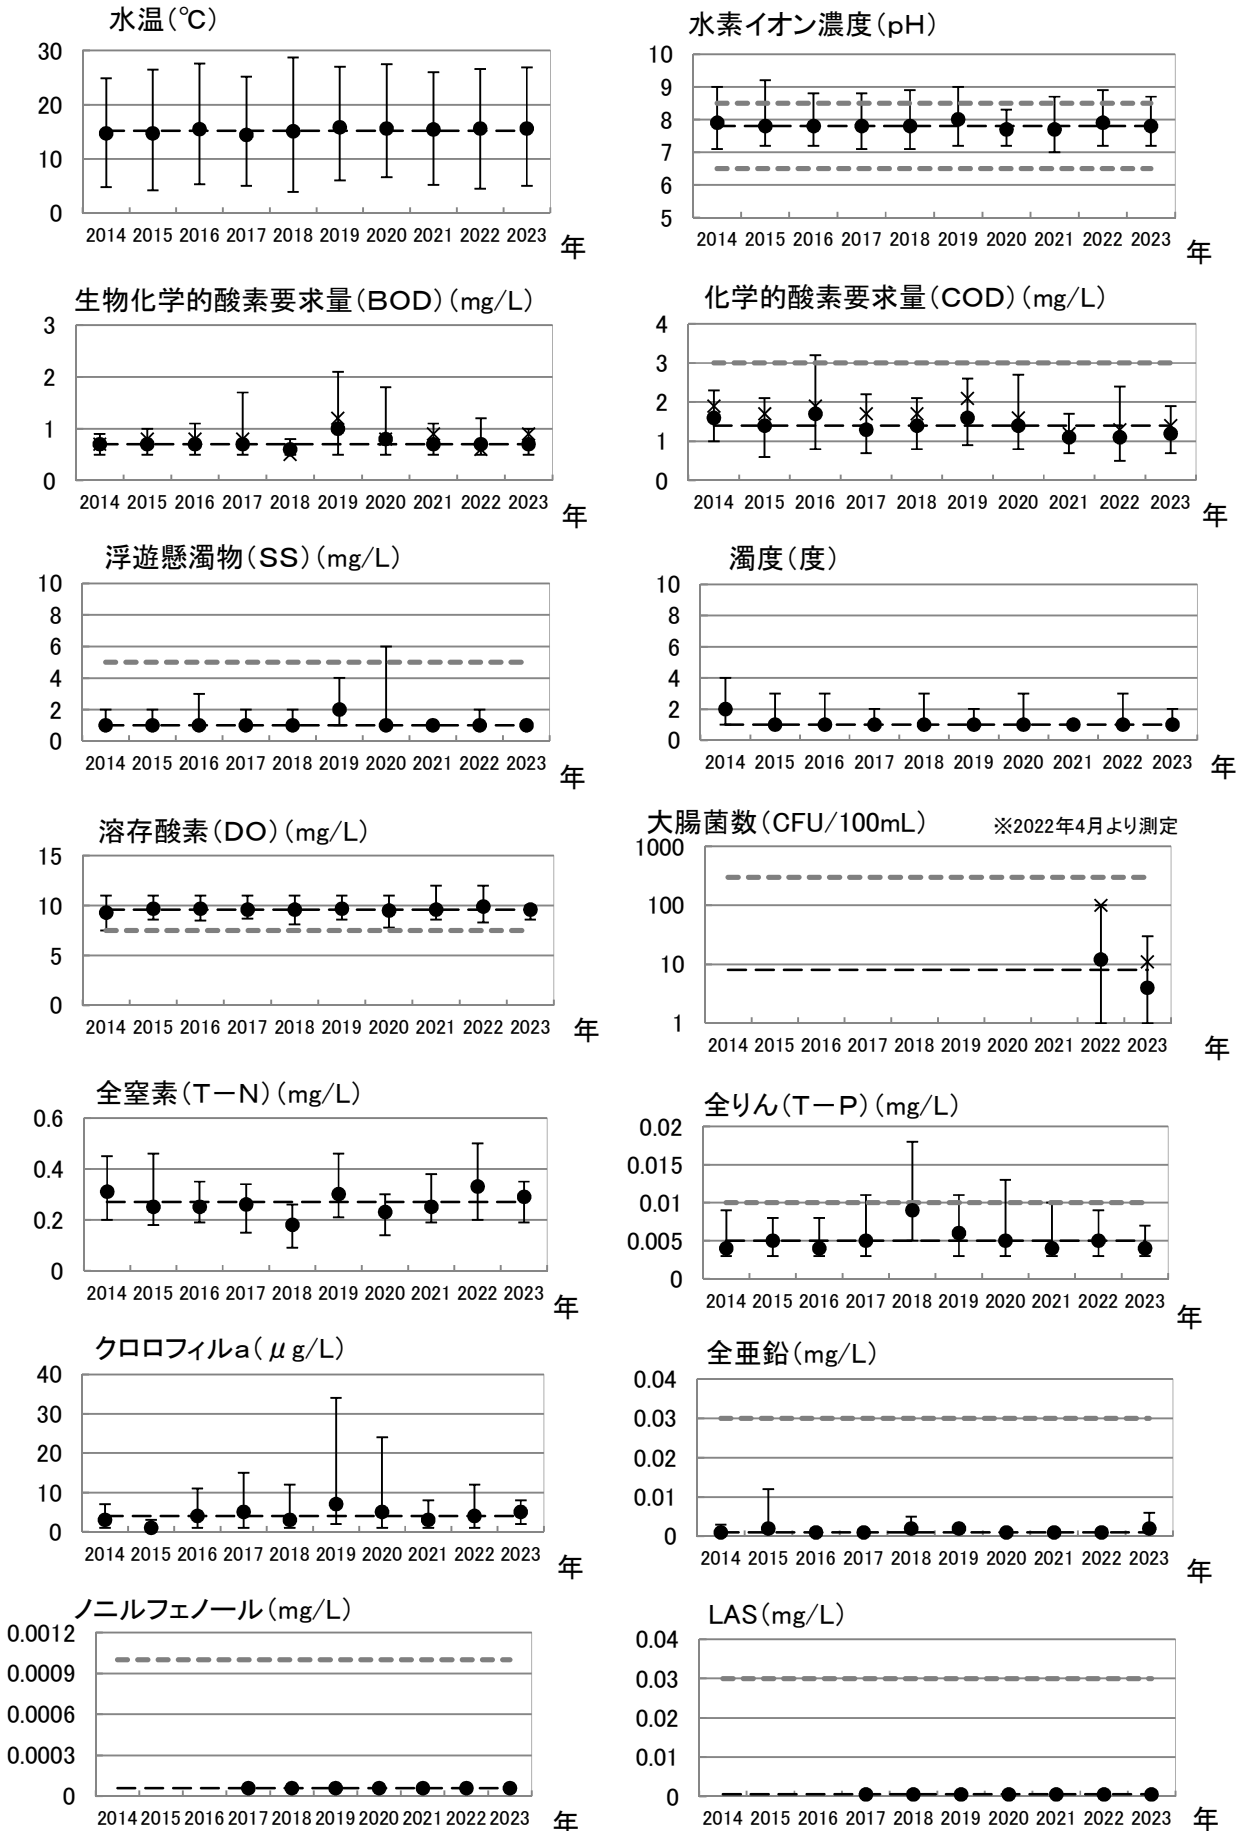 水温(℃)
30
20
10
0
2014 2015 2016 2017 2018 2019 2020 2021 2022 2023 年
水素イオン濃度(pH)
10
9
8
7
6
5
2014 2015 2016 2017 2018 2019 2020 2021 2022 2023 年
生物化学的酸素要求量(BOD)(mg/L)
3
2
1
0
2014 2015 2016 2017 2018 2019 2020 2021 2022 2023 年
化学的酸素要求量(COD)(mg/L)
4
3
2
1
0
2014 2015 2016 2017 2018 2019 2020 2021 2022 2023 年
浮遊懸濁物(SS)(mg/L)
10
8
6
4
2
0
2014 2015 2016 2017 2018 2019 2020 2021 2022 2023 年
濁度(度)
10
8
6
4
2
0
2014 2015 2016 2017 2018 2019 2020 2021 2022 2023 年
溶存酸素(DO)(mg/L)
15
10
5
0
2014 2015 2016 2017 2018 2019 2020 2021 2022 2023 年
大腸菌数(CFU/100mL) ※2022年4月より測定
1000
100
10
1
2014 2015 2016 2017 2018 2019 2020 2021 2022 2023 年
全窒素(T-N)(mg/L)
0.6
0.4
0.2
0
2014 2015 2016 2017 2018 2019 2020 2021 2022 2023 年
全りん(T-P)(mg/L)
0.02
0.015
0.01
0.005
0
2014 2015 2016 2017 2018 2019 2020 2021 2022 2023 年
クロロフィルa(μg/L)
40
30
20
10
0
2014 2015 2016 2017 2018 2019 2020 2021 2022 2023 年
全亜鉛(mg/L)
0.04
0.03
0.02
0.01
0
2014 2015 2016 2017 2018 2019 2020 2021 2022 2023 年
ノニルフェノール(mg/L)
0.0012
0.0009
0.0006
0.0003
0
2014 2015 2016 2017 2018 2019 2020 2021 2022 2023 年
LAS(mg/L)
0.04
0.03
0.02
0.01
0
2014 2015 2016 2017 2018 2019 2020 2021 2022 2023 年